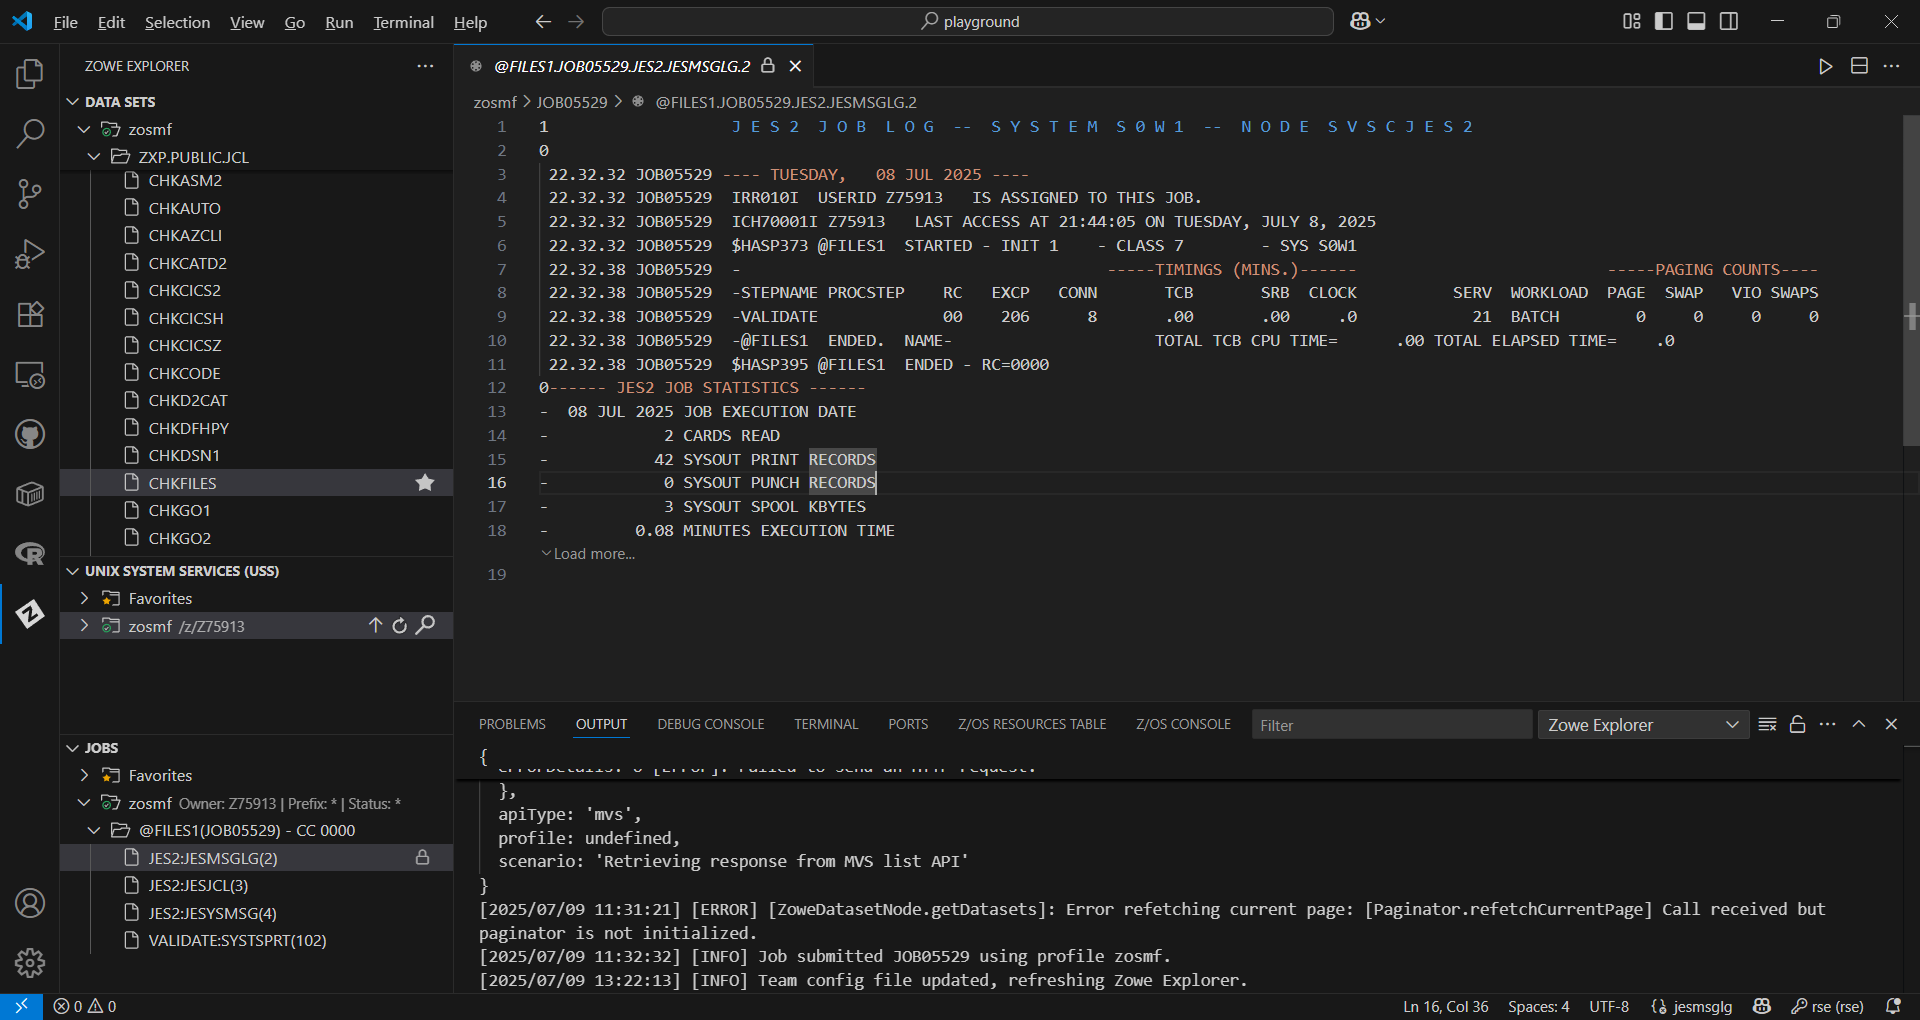 File Edit Selection View Go Run Terminal Help playground
ZOWE EXPLORER
DATA SETS
zosmf
ZXP.PUBLIC.JCL
CHKASM2
CHKAUTO
CHKAZCLI
CHKCATD2
CHKCICS2
CHKCICSH
CHKCICSZ
CHKCODE
CHKD2CAT
CHKDFHPY
CHKDSN1
CHKFILES
CHKGO1
CHKGO2
UNIX SYSTEM SERVICES (USS)
Favorites
zosmf /z/Z75913
JOBS
Favorites
zosmf Owner: Z75913 | Prefix: * | Status: *
@FILES1(JOB05529) - CC 0000
JES2:JESMSGLG(2)
JES2:JESJCL(3)
JES2:JESYSMSG(4)
VALIDATE:SYSTSPRT(102)
@FILES1.JOB05529.JES2.JESMSGLG.2
zosmf > JOB05529 > @FILES1.JOB05529.JES2.JESMSGLG.2
1 1 J E S 2 J O B L O G -- S Y S T E M S 0 W 1 -- N O D E S V S C J E S 2
2 0
3 22.32.32 JOB05529 ---- TUESDAY, 08 JUL 2025 ----
4 22.32.32 JOB05529 IRR010I USERID Z75913 IS ASSIGNED TO THIS JOB.
5 22.32.32 JOB05529 ICH70001I Z75913 LAST ACCESS AT 21:44:05 ON TUESDAY, JULY 8, 2025
6 22.32.32 JOB05529 $HASP373 @FILES1 STARTED - INIT 1 - CLASS 7 - SYS S0W1
7 22.32.38 JOB05529 - -----TIMINGS (MINS.)------ -----PAGING COUNTS----
8 22.32.38 JOB05529 -STEPNAME PROCSTEP RC EXCP CONN TCB SRB CLOCK SERV WORKLOAD PAGE SWAP VIO SWAPS
9 22.32.38 JOB05529 -VALIDATE 00 206 8 .00 .00 .0 21 BATCH 0 0 0 0
10 22.32.38 JOB05529 -@FILES1 ENDED. NAME- TOTAL TCB CPU TIME= .00 TOTAL ELAPSED TIME= .0
11 22.32.38 JOB05529 $HASP395 @FILES1 ENDED - RC=0000
12 0------ JES2 JOB STATISTICS ------
13 - 08 JUL 2025 JOB EXECUTION DATE
14 - 2 CARDS READ
15 - 42 SYSOUT PRINT RECORDS
16 - 0 SYSOUT PUNCH RECORDS
17 - 3 SYSOUT SPOOL KBYTES
18 - 0.08 MINUTES EXECUTION TIME
Load more...
19
PROBLEMS OUTPUT DEBUG CONSOLE TERMINAL PORTS Z/OS RESOURCES TABLE Z/OS CONSOLE Filter Zowe Explorer
{
},
apiType: 'mvs',
profile: undefined,
scenario: 'Retrieving response from MVS list API'
}
[2025/07/09 11:31:21] [ERROR] [ZoweDatasetNode.getDatasets]: Error refetching current page: [Paginator.refetchCurrentPage] Call received but
paginator is not initialized.
[2025/07/09 11:32:32] [INFO] Job submitted JOB05529 using profile zosmf.
[2025/07/09 13:22:13] [INFO] Team config file updated, refreshing Zowe Explorer.
0 0 Ln 16, Col 36 Spaces: 4 UTF-8 jesmsglg rse (rse)